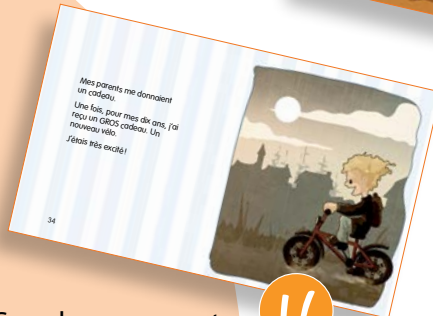 Mes parents me donnaient
un cadeau.
Une fois, pour mes dix ans, j'ai
reçu un GROS cadeau. Un
nouveau vélo.
J'étais très excité!
34